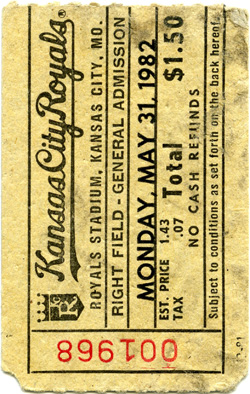 Kansas City Royals®
ROYALS STADIUM, KANSAS CITY, MO.
RIGHT FIELD - GENERAL ADMISSION
MONDAY, MAY 31, 1982
EST. PRICE 1.43
TAX .07
Total $1.50
NO CASH REFUNDS
Subject to conditions as set forth on the back hereof.
R
001968